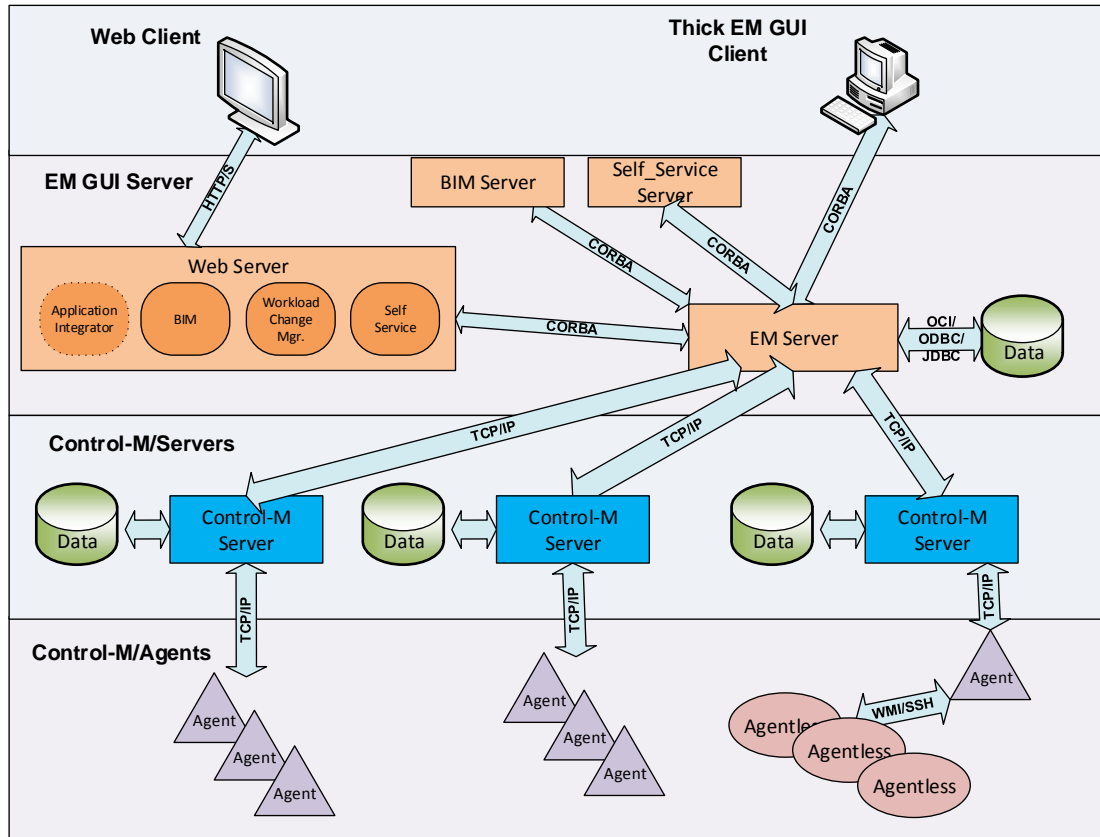 Web Client
Thick EM GUI
Client
HTTP/S
EM GUI Server
BIM Server
Self_Service
Server
CORBA
CORBA
CORBA
Web Server
Application
Integrator
BIM
Workload
Change
Mgr.
Self
Service
CORBA
EM Server
OCI/
ODBC/
JDBC
Data
TCP/IP
TCP/IP
TCP/IP
Control-M/Servers
Data
Control-M
Server
Data
Control-M
Server
Data
Control-M
Server
TCP/IP
TCP/IP
TCP/IP
Control-M/Agents
Agent
Agent
Agent
Agent
Agent
Agent
Agent
WMI/SSH
Agentless
Agentless